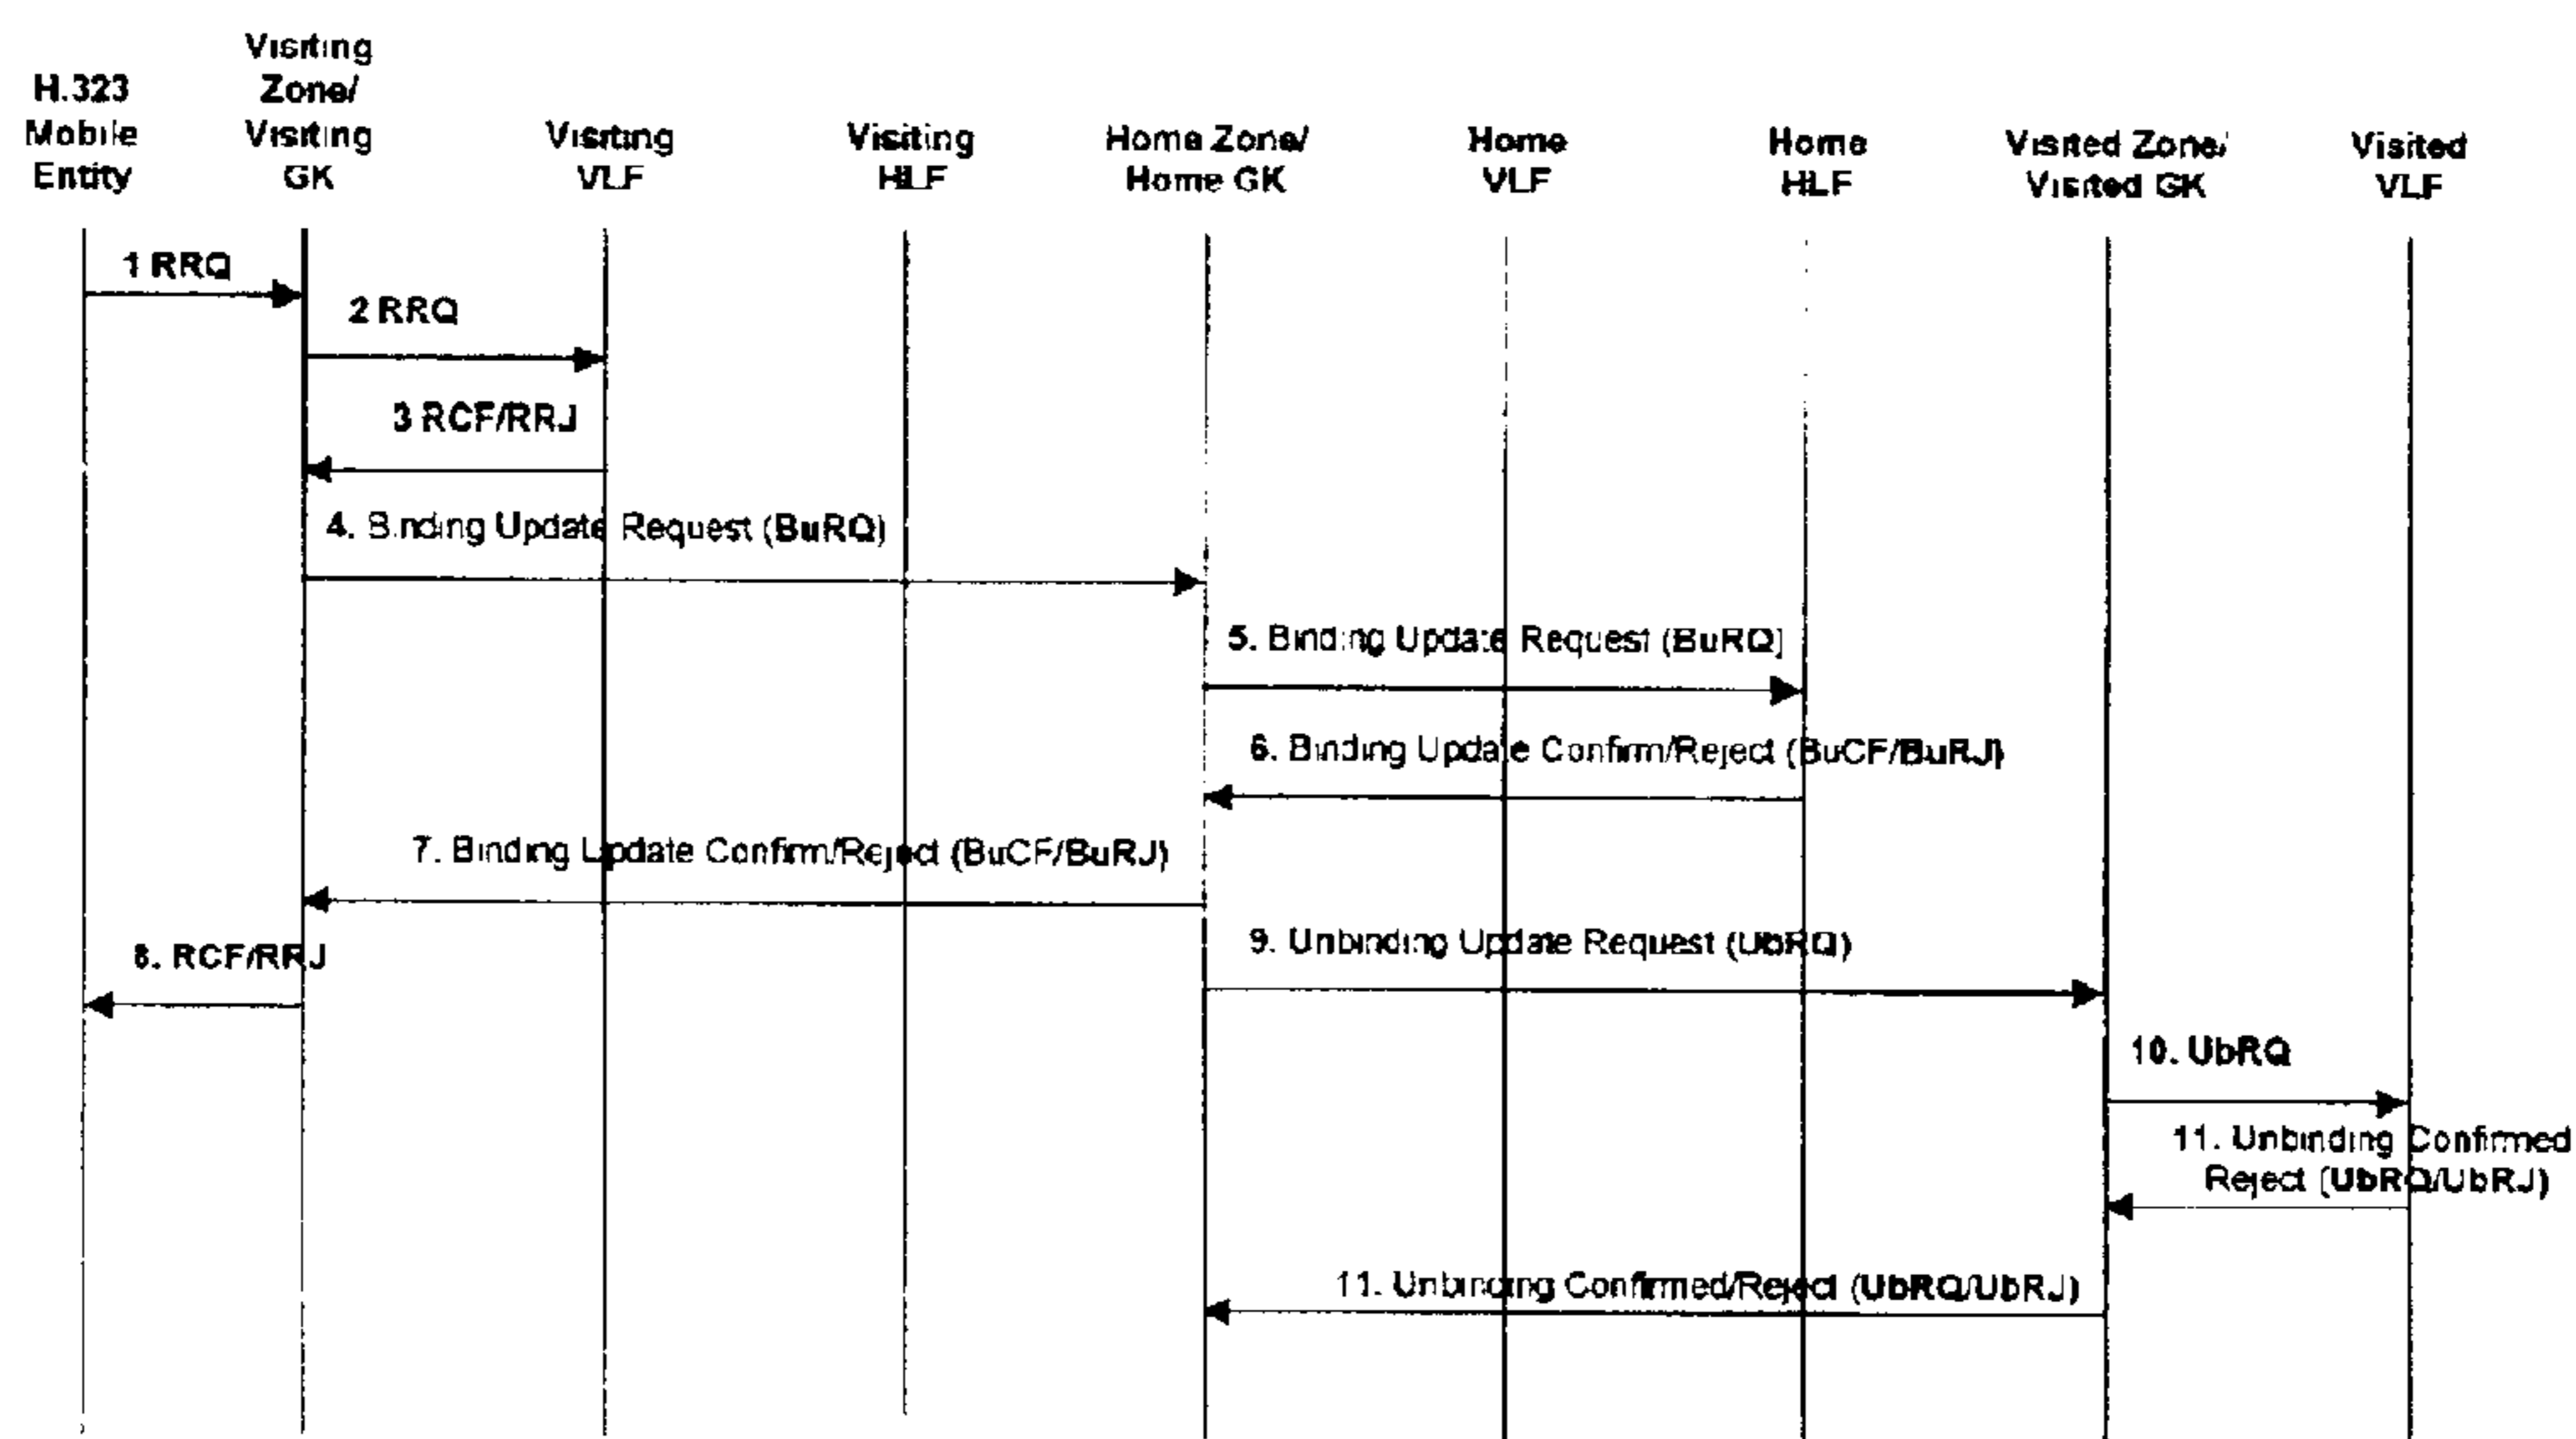 H.323
Mobile
Entity
Visiting
Zone/
Visiting
GK
Visiting
VLF
Visiting
HLF
Home Zone/
Home GK
Home
VLF
Home
HLF
Visited Zone/
Visited GK
Visited
VLF
1 RRQ
2 RRQ
3 RCF/RRJ
4. Binding Update Request (BuRQ)
5. Binding Update Request (BuRQ)
6. Binding Update Confirm/Reject (BuCF/BuRJ)
7. Binding Update Confirm/Reject (BuCF/BuRJ)
8. RCF/RRJ
9. Unbinding Update Request (UbRQ)
10. UbRQ
11. Unbinding Confirmed
Reject (UbRQ/UbRJ)
11. Unbinding Confirmed/Reject (UbRQ/UbRJ)